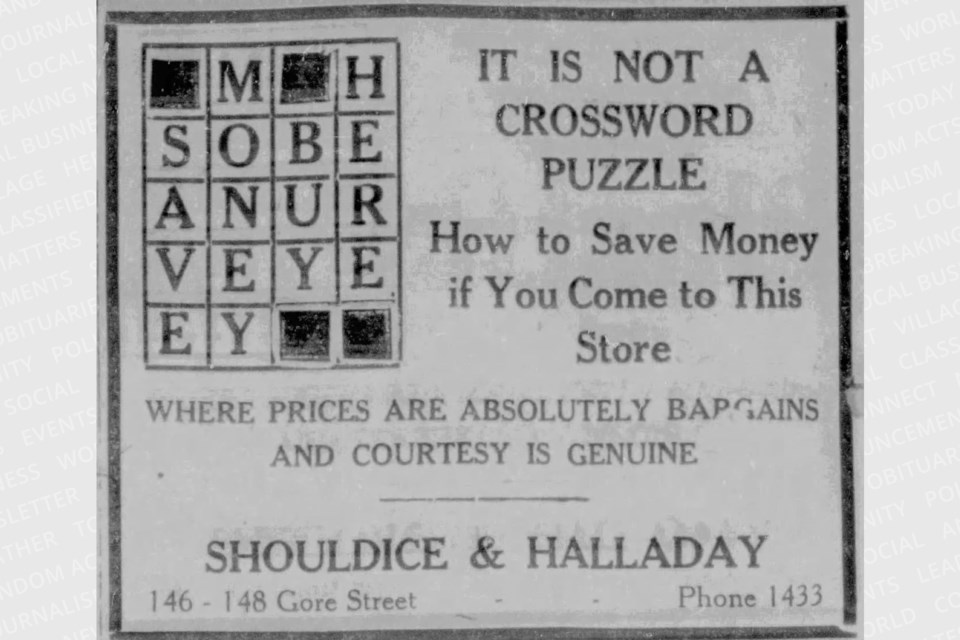 M H
S O B E
A N U R
V E Y E
E Y
IT IS NOT A
CROSSWORD
PUZZLE
How to Save Money
if You Come to This
Store
WHERE PRICES ARE ABSOLUTELY BARGAINS
AND COURTESY IS GENUINE
SHOULDICE & HALLADAY
146 - 148 Gore Street - - Phone 1433